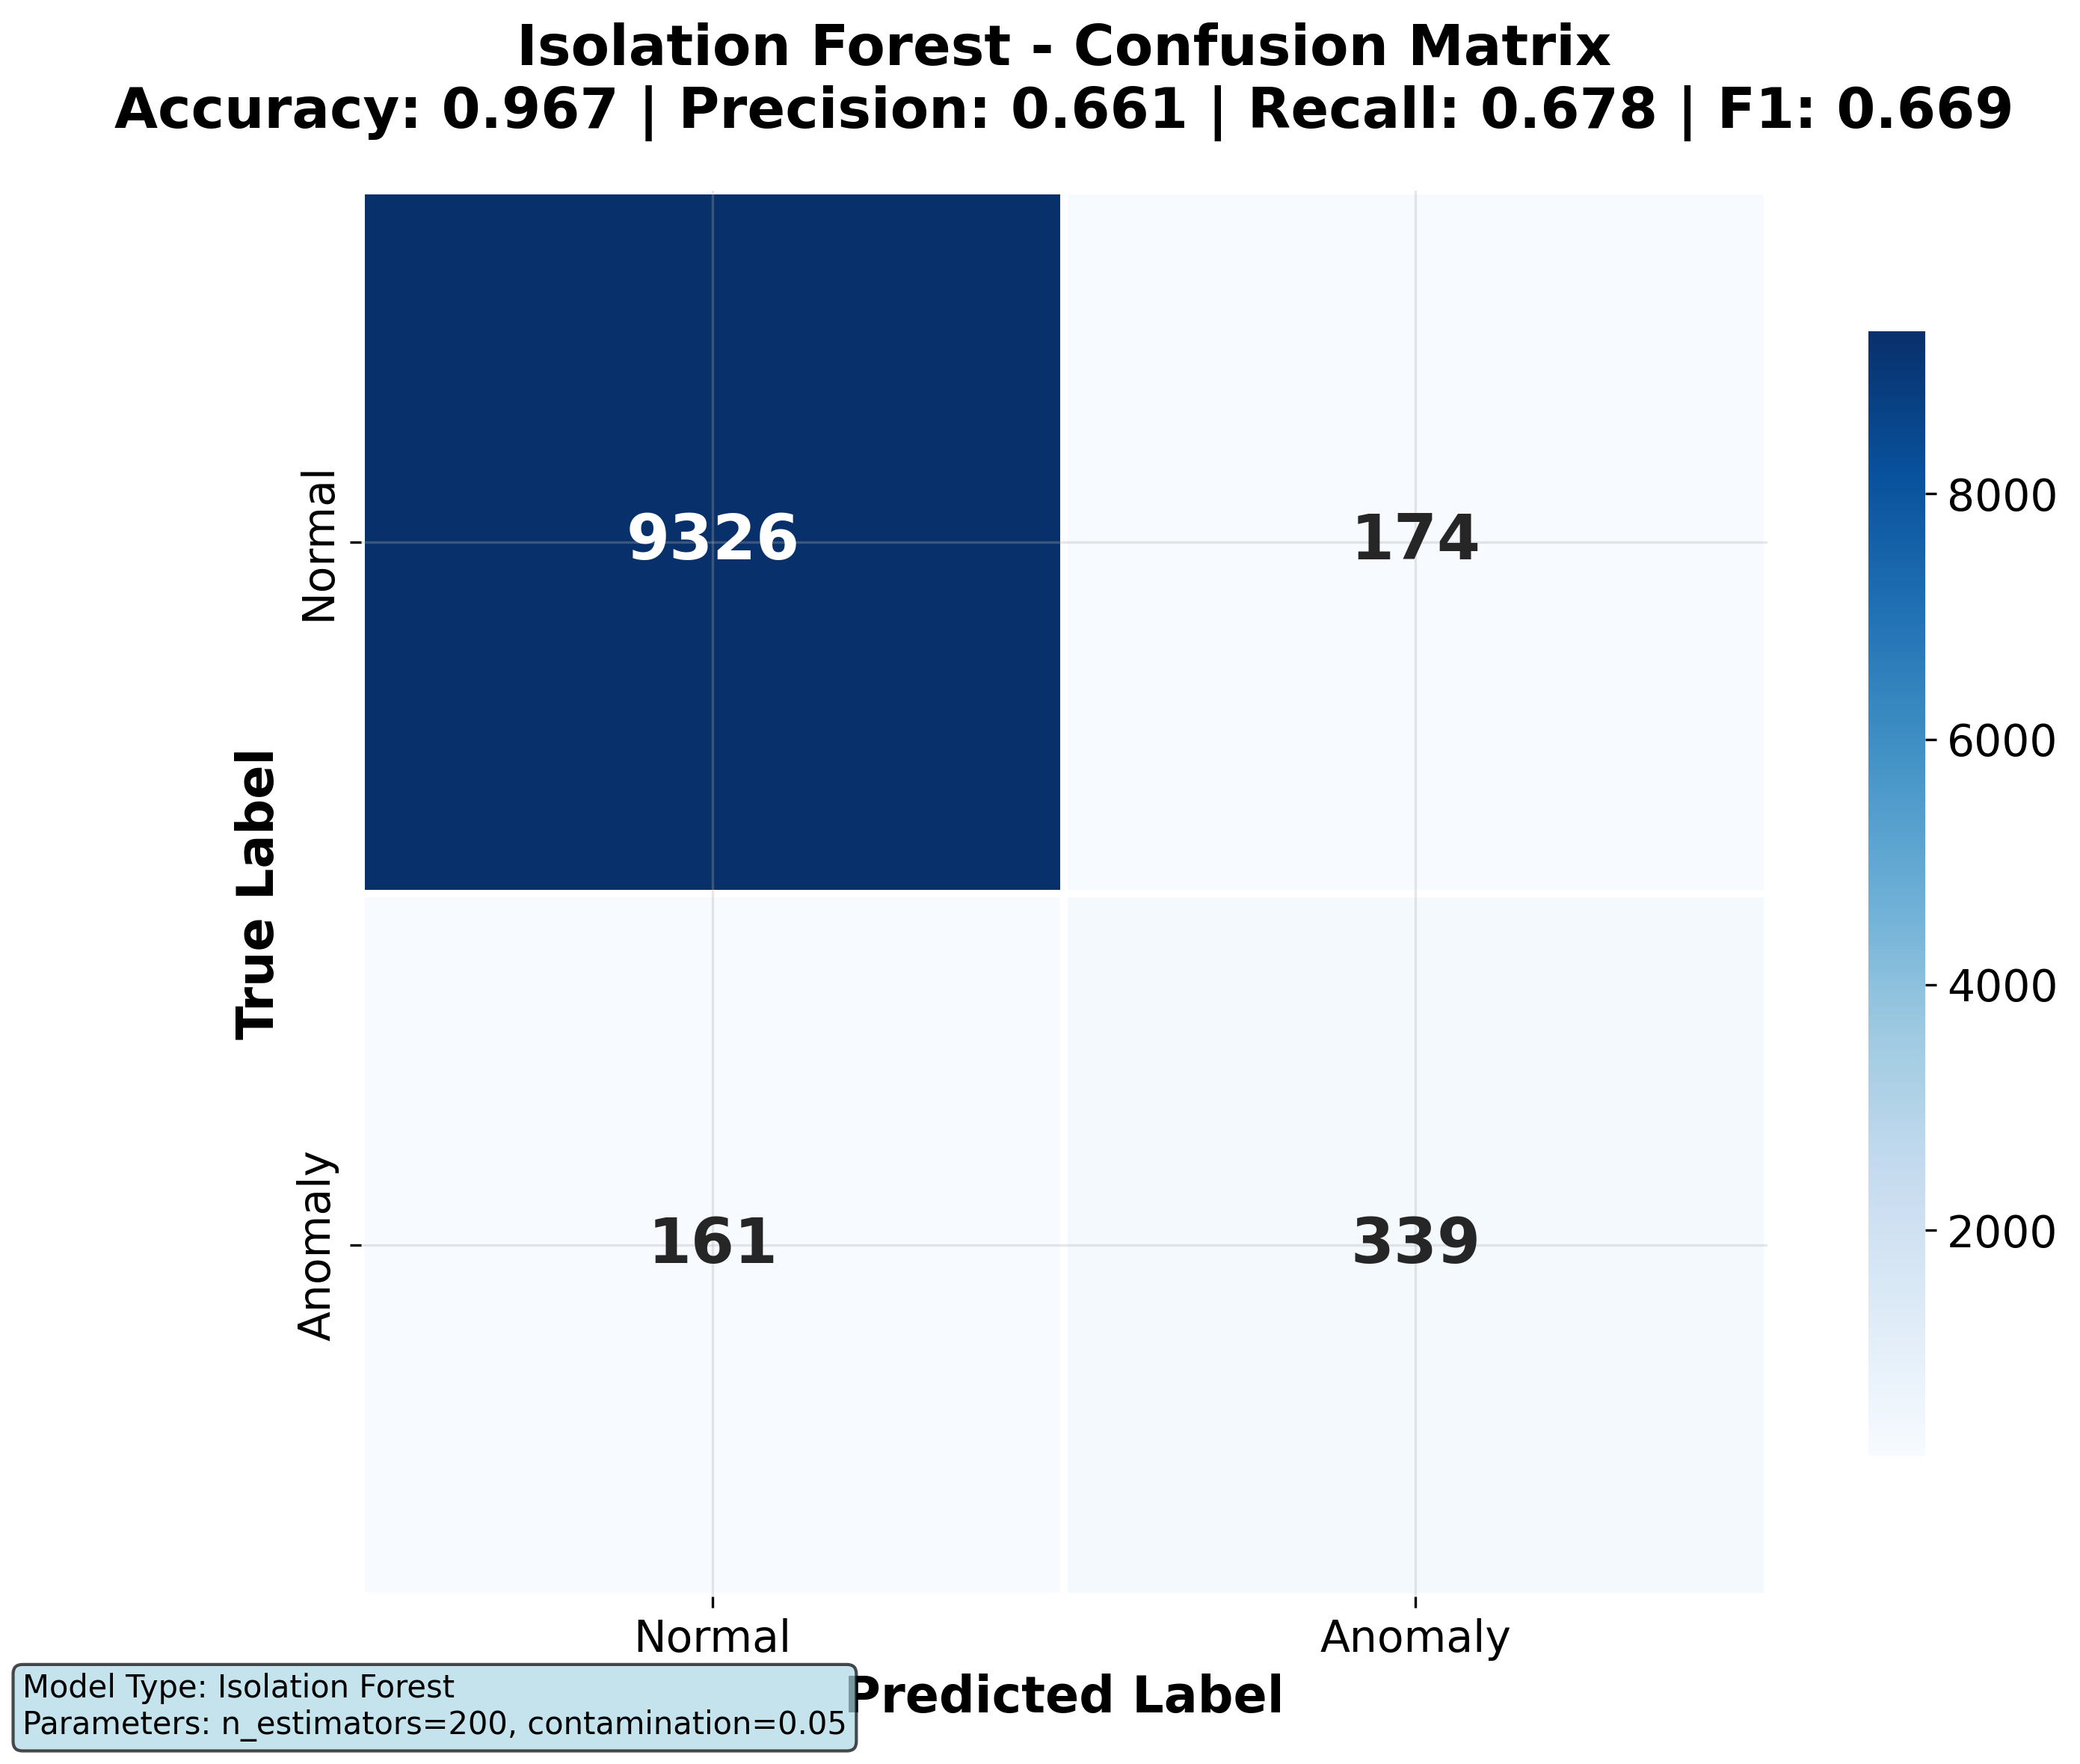 Isolation Forest - Confusion Matrix
Accuracy: 0.967 | Precision: 0.661 | Recall: 0.678 | F1: 0.669
True Label
Normal
9326
174
Anomaly
161
339
8000
6000
4000
2000
Normal
Anomaly
Predicted Label
Model Type: Isolation Forest
Parameters: n_estimators=200, contamination=0.05